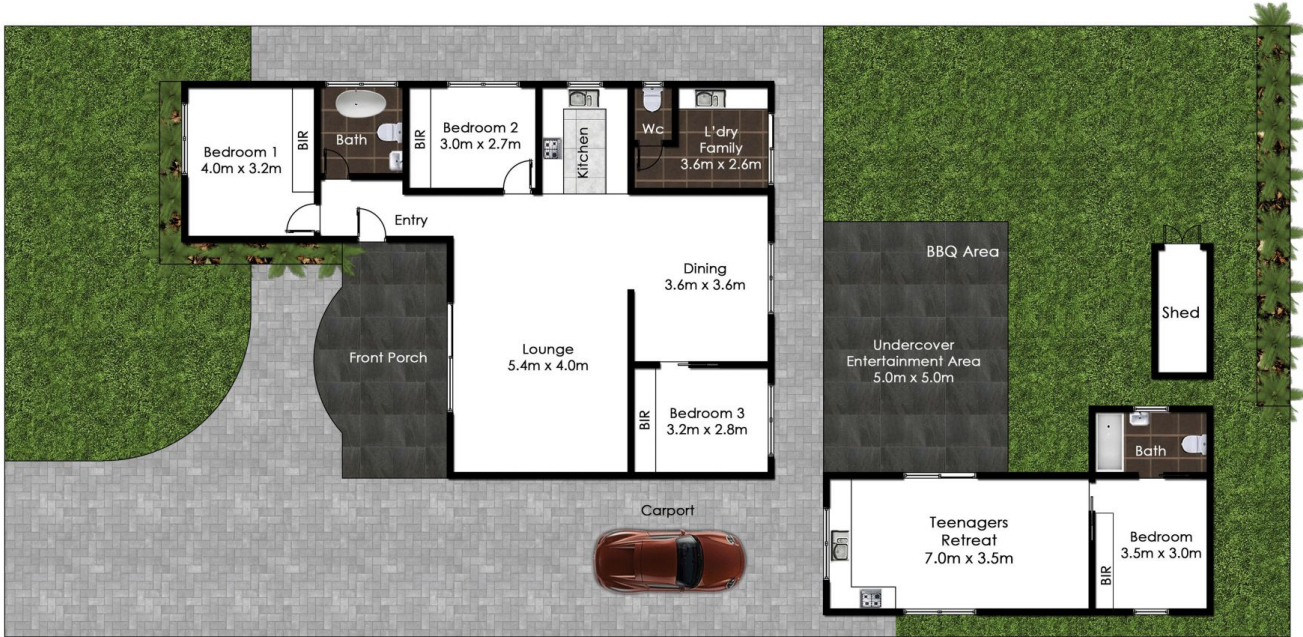 Bedroom 1
4.0m x 3.2m
BIR
Bath
BIR
Bedroom 2
3.0m x 2.7m
Kitchen
Wc
L'dry
Family
3.6m x 2.6m
Entry
Front Porch
Lounge
5.4m x 4.0m
Dining
3.6m x 3.6m
BIR
Bedroom 3
3.2m x 2.8m
Carport
BBQ Area
Undercover
Entertainment Area
5.0m x 5.0m
Shed
Bath
Teenagers
Retreat
7.0m x 3.5m
BIR
Bedroom
3.5m x 3.0m